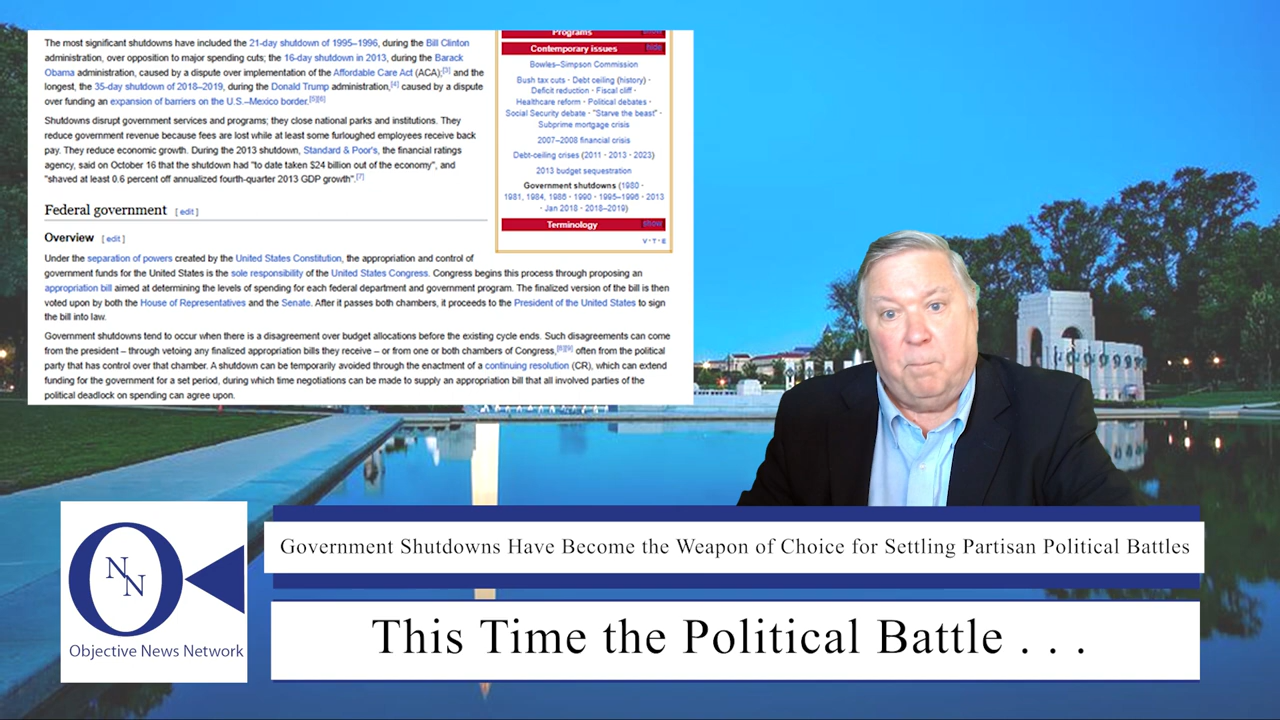 The most significant shutdowns have included the 21-day shutdown of 1995–1996, during the Bill Clinton
administration, over opposition to major spending cuts; the 16-day shutdown in 2013, during the Barack
Obama administration, caused by a dispute over implementation of the Affordable Care Act (ACA);[3] and the
longest, the 35-day shutdown of 2018–2019, during the Donald Trump administration,[4] caused by a dispute
over funding an expansion of barriers on the U.S.–Mexico border.[5][6]
Shutdowns disrupt government services and programs; they close national parks and institutions. They
reduce government revenue because fees are lost while at least some furloughed employees receive back
pay. They reduce economic growth. During the 2013 shutdown, Standard & Poor's, the financial ratings
agency, said on October 16 that the shutdown had "to date taken $24 billion out of the economy", and
"shaved at least 0.6 percent off annualized fourth-quarter 2013 GDP growth".[7]
Federal government [ edit ]
Overview [ edit ]
Under the separation of powers created by the United States Constitution, the appropriation and control of
government funds for the United States is the sole responsibility of the United States Congress. Congress begins this process through proposing an
appropriation bill aimed at determining the levels of spending for each federal department and government program. The finalized version of the bill is then
voted upon by both the House of Representatives and the Senate. After it passes both chambers, it proceeds to the President of the United States to sign
the bill into law.
Government shutdowns tend to occur when there is a disagreement over budget allocations before the existing cycle ends. Such disagreements can come
from the president – through vetoing any finalized appropriation bills they receive – or from one or both chambers of Congress,[8][9] often from the political
party that has control over that chamber. A shutdown can be temporarily avoided through the enactment of a continuing resolution (CR), which can extend
funding for the government for a set period, during which time negotiations can be made to supply an appropriation bill that all involved parties of the
political deadlock on spending can agree upon.
Programs show
Contemporary issues hide
Bowles–Simpson Commission
Bush tax cuts · Debt ceiling (history) ·
Deficit reduction · Fiscal cliff ·
Healthcare reform · Political debates ·
Social Security debate · "Starve the beast" ·
Subprime mortgage crisis
2007–2008 financial crisis
Debt-ceiling crises (2011 · 2013 · 2023)
2013 budget sequestration
Government shutdowns (1980 ·
1981, 1984, 1986 · 1990 · 1995–1996 · 2013
· Jan 2018 · 2018–2019)
Terminology show
V·T·E
Government Shutdowns Have Become the Weapon of Choice for Settling Partisan Political Battles
This Time the Political Battle . . .
O
N
N
Objective News Network